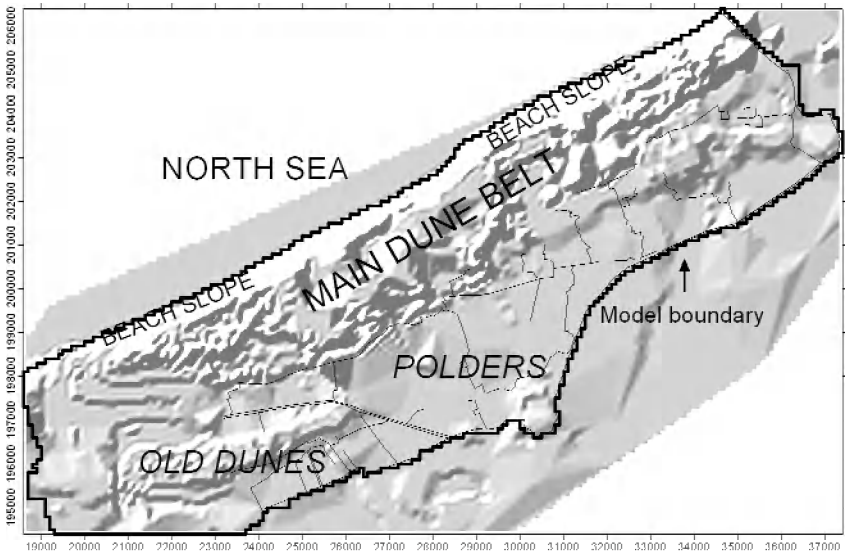 206000
205000
204000
203000
202000
201000
200000
199000
198000
197000
196000
195000
NORTH SEA
BEACH SLOPE
MAIN DUNE BELT
BEACH SLOPE
Model boundary
POLDERS
OLD DUNES
19000 20000 21000 22000 23000 24000 25000 26000 27000 28000 29000 30000 31000 32000 33000 34000 35000 36000 37000